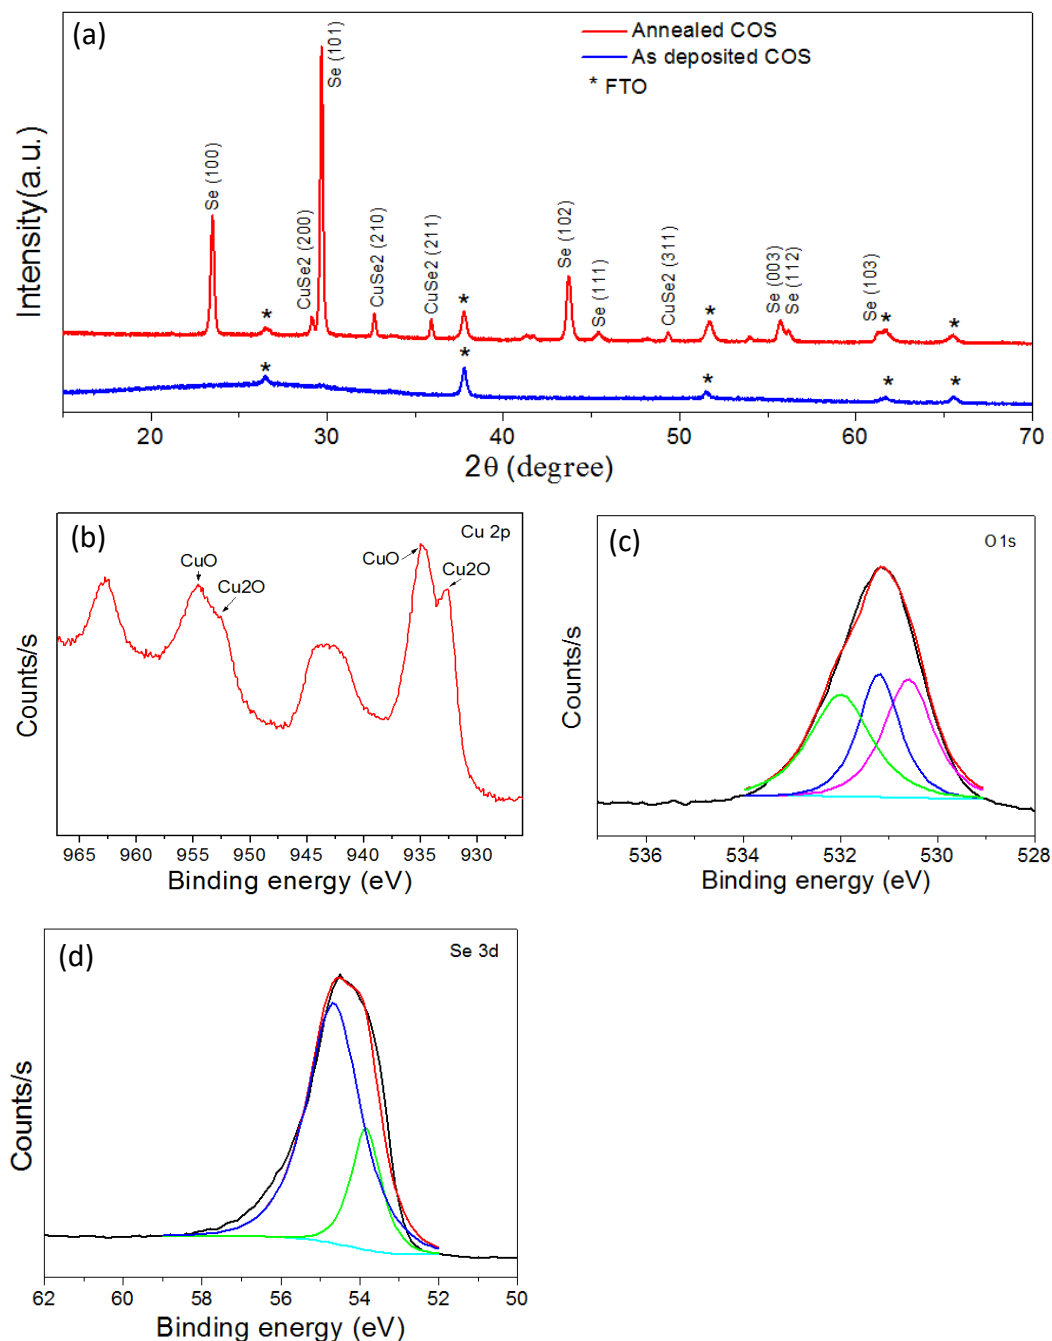 (a)
Annealed COS
As deposited COS
* FTO
Intensity(a.u.)
Se (100)
*
CuSe2 (200)
Se (101)
CuSe2 (210)
CuSe2 (211)
*
Se (102)
Se (111)
CuSe2 (311)
*
Se (003)
Se (112)
Se (103)
*
*
*
*
*
*
*
20 30 40 50 60 70
2θ (degree)
(b)
Cu 2p
CuO
Cu2O
CuO
Cu2O
Counts/s
965 960 955 950 945 940 935 930
Binding energy (eV)
(c)
O1s
Counts/s
536 534 532 530 528
Binding energy (eV)
(d)
Se 3d
Counts/s
62 60 58 56 54 52 50
Binding energy (eV)